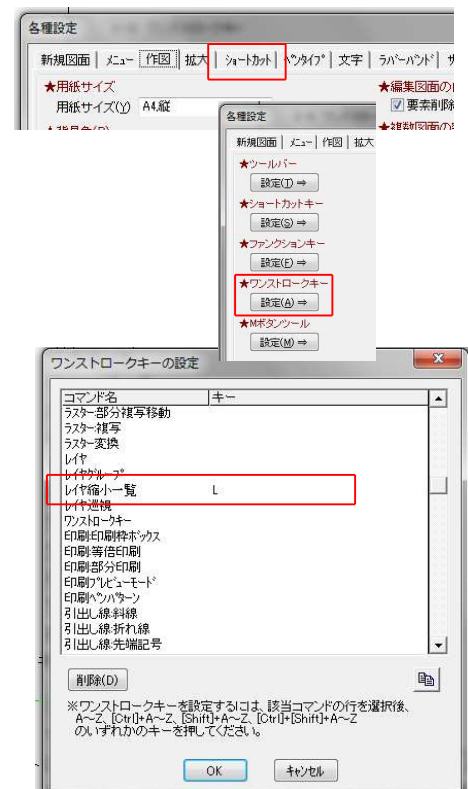 各種設定
新規図面 メニュー 作図 拡大 ショートカット ペンタイプ 文字 ラバーバンド
★用紙サイズ
用紙サイズ(Y) A4,縦
★編集図面の
要素削除
各種設定
新規図面 メニュー 作図 拡大
★ツールバー
設定(T) ⇒
★ショートカットキー
設定(S) ⇒
★ファンクションキー
設定(F) ⇒
★ワンストロークキー
設定(A) ⇒
★Mボタンツール
設定(M) ⇒
ワンストロークキーの設定
コマンド名 キー
ラスター:部分複写移動
ラスター:複写
ラスター変換
レイヤ
レイヤグループ
レイヤ縮小一覧 L
レイヤ巡視
ワンストロークキー
印刷:印刷枠ボックス
印刷:等倍印刷
印刷:部分印刷
印刷プレビューモード
印刷ペンパターン
引出し線:斜線
引出し線:折れ線
引出し線:先端記号
削除(D)
※ワンストロークキーを設定するには、該当コマンドの行を選択後、
A～Z、[Ctrl]+A～Z、[Shift]+A～Z、[Ctrl]+[Shift]+A～Z
のいずれかのキーを押してください。
OK キャンセル